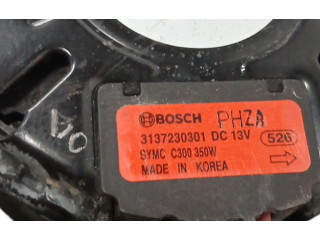 BOSCH PHZA
3137230301 DC 13V 526
SYMC C300 350W
MADE IN KOREA